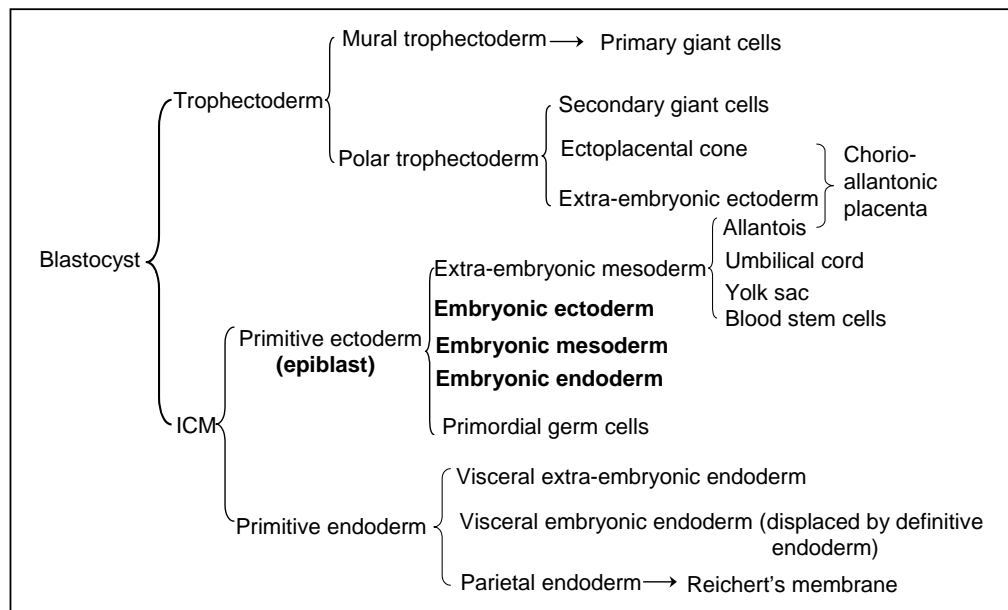 Mural trophectoderm
Primary giant cells
Trophectoderm
Secondary giant cells
Polar trophectoderm
Ectoplacental cone
Extra-embryonic ectoderm
Chorio-
allantonic
placenta
Allantois
Blastocyst
Extra-embryonic mesoderm
Umbilical cord
Yolk sac
Blood stem cells
Primitive ectoderm
(epiblast)
Embryonic ectoderm
Embryonic mesoderm
Embryonic endoderm
Primordial germ cells
ICM
Visceral extra-embryonic endoderm
Primitive endoderm
Visceral embryonic endoderm (displaced by definitive
endoderm)
Parietal endoderm
Reichert's membrane